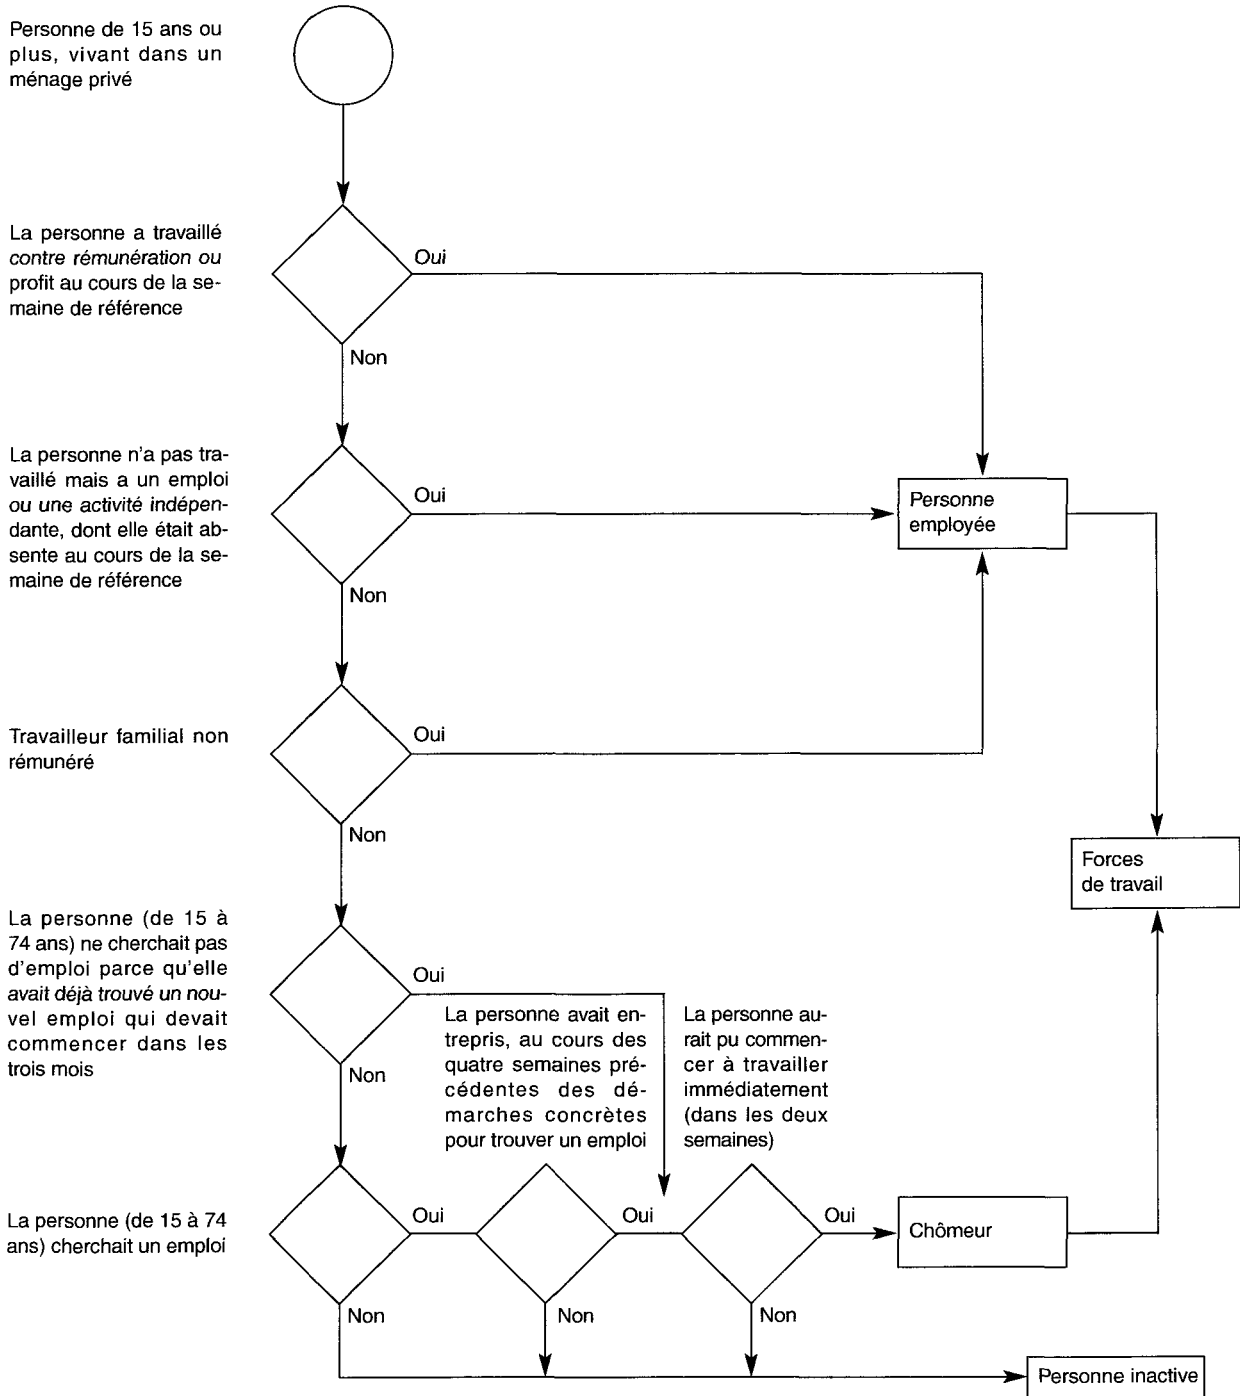 Personne de 15 ans ou
plus, vivant dans un
ménage privé
La personne a travaillé
contre rémunération ou
profit au cours de la se-
maine de référence
Oui
Non
La personne n'a pas tra-
vaillé mais a un emploi
ou une activité indépen-
dante, dont elle était ab-
sente au cours de la se-
maine de référence
Oui
Non
Personne
employée
Travailleur familial non
rémunéré
Oui
Non
Forces
de travail
La personne (de 15 à
74 ans) ne cherchait pas
d'emploi parce qu'elle
avait déjà trouvé un nou-
vel emploi qui devait
commencer dans les
trois mois
Oui
Non
La personne avait en-
trepris, au cours des
quatre semaines pré-
cédentes des dé-
marches concrètes
pour trouver un emploi
La personne au-
rait pu commen-
cer à travailler
immédiatement
(dans les deux
semaines)
La personne (de 15 à 74
ans) cherchait un emploi
Oui
Oui
Oui
Chômeur
Non
Non
Non
Personne inactive